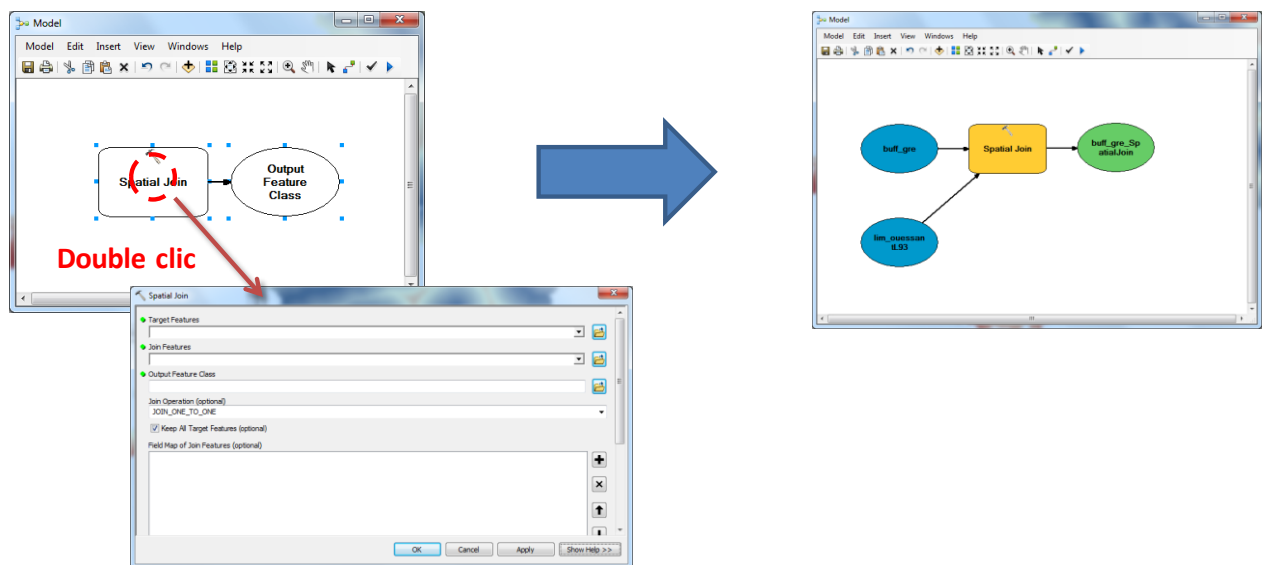 Model
Model Edit Insert View Windows Help
Spatial Join
Output
Feature
Class
Double clic
Spatial Join
Target Features
Join Features
Output Feature Class
Join Operation (optional)
JOIN_ONE_TO_ONE
Keep All Target Features (optional)
Field Map of Join Features (optional)
OK Cancel Apply Show Help >>
Model
Model Edit Insert View Windows Help
buff_gre
Spatial Join
buff_gre_Sp
atialJoin
lim_ouessan
tL93